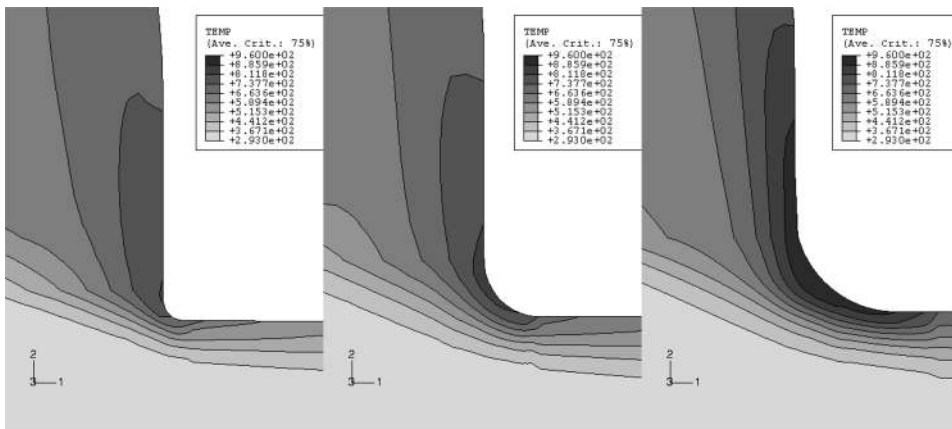 TEMP
(Ave. Crit.: 75%)
+9.600e+02
+8.859e+02
+8.118e+02
+7.377e+02
+6.636e+02
+5.894e+02
+5.153e+02
+4.412e+02
+3.671e+02
+2.930e+02
2
3
1
TEMP
(Ave. Crit.: 75%)
+9.600e+02
+8.859e+02
+8.118e+02
+7.377e+02
+6.636e+02
+5.894e+02
+5.153e+02
+4.412e+02
+3.671e+02
+2.930e+02
2
3
1
TEMP
(Ave. Crit.: 75%)
+9.600e+02
+8.859e+02
+8.118e+02
+7.377e+02
+6.636e+02
+5.894e+02
+5.153e+02
+4.412e+02
+3.671e+02
+2.930e+02
2
3
1